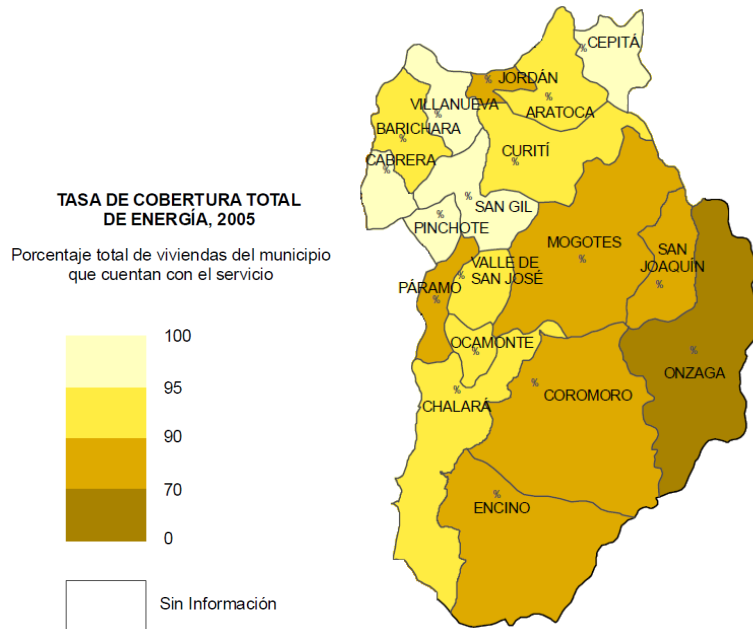 TASA DE COBERTURA TOTAL
DE ENERGÍA, 2005
Porcentaje total de viviendas del municipio
que cuentan con el servicio
100
95
90
70
0
Sin Información
% CEPITÁ
% JORDÁN
VILLANUEVA
%
% 
ARATOCA
BARICHARA
%
CURITÍ
%
CABRERA
%
% SAN GIL
%
PINCHOTE
MOGOTES
%
SAN
JOAQUÍN
%
VALLE DE
% SAN JOSÉ
PÁRAMO
%
OCAMONTE
%
% 
ONZAGA
%
CHALARÁ
%
COROMORO
%
ENCINO